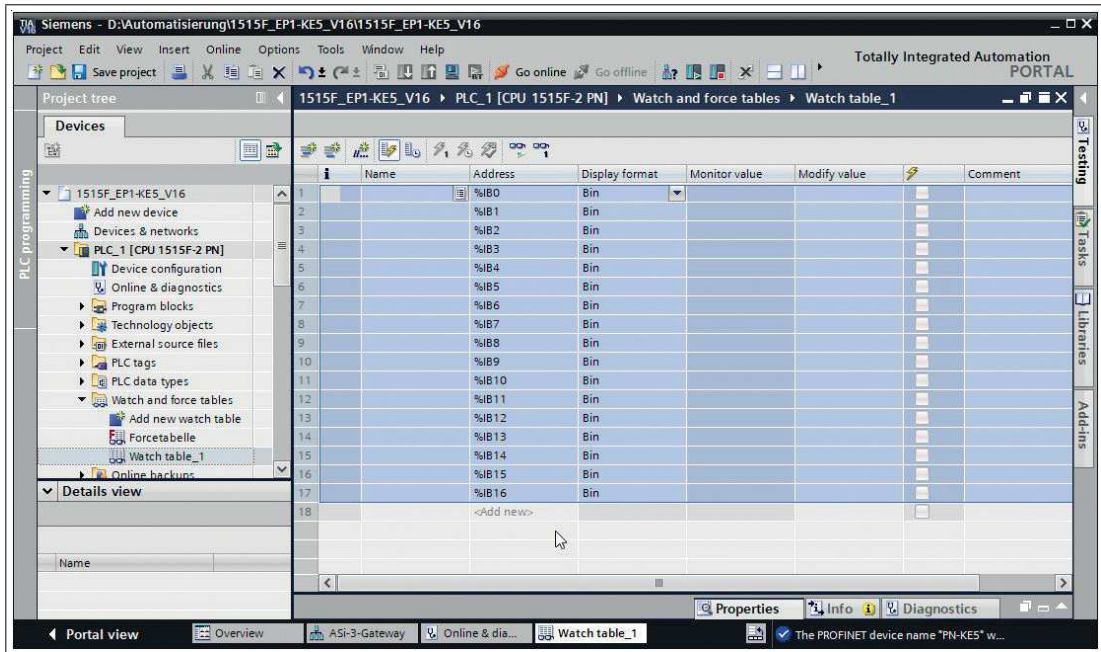 Siemens - D:\Automatisierung\1515F_EP1-KE5_V16\1515F_EP1-KE5_V16
Project Edit View Insert Online Options Tools Window Help
Totally Integrated Automation
PORTAL
Save project Go online Go offline
Project tree
1515F_EP1-KE5_V16 PLC_1 [CPU 1515F-2 PN] Watch and force tables Watch table_1
Devices
i Name Address Display format Monitor value Modify value Comment
1 %IB0 Bin
2 %IB1 Bin
3 %IB2 Bin
4 %IB3 Bin
5 %IB4 Bin
6 %IB5 Bin
7 %IB6 Bin
8 %IB7 Bin
9 %IB8 Bin
10 %IB9 Bin
11 %IB10 Bin
12 %IB11 Bin
13 %IB12 Bin
14 %IB13 Bin
15 %IB14 Bin
16 %IB15 Bin
17 %IB16 Bin
18 <Add new>
1515F_EP1-KE5_V16
Add new device
Devices & networks
PLC_1 [CPU 1515F-2 PN]
Device configuration
Online & diagnostics
Program blocks
Technology objects
External source files
PLC tags
PLC data types
Watch and force tables
Add new watch table
Forcetabelle
Watch table_1
Online backups
Details view
Name
PLC programming
Testing
Tasks
Libraries
Add-ins
Properties Info Diagnostics
Portal view Overview ASi-3-Gateway Online & dia... Watch table_1 The PROFINET device name "PN-KE5" w...